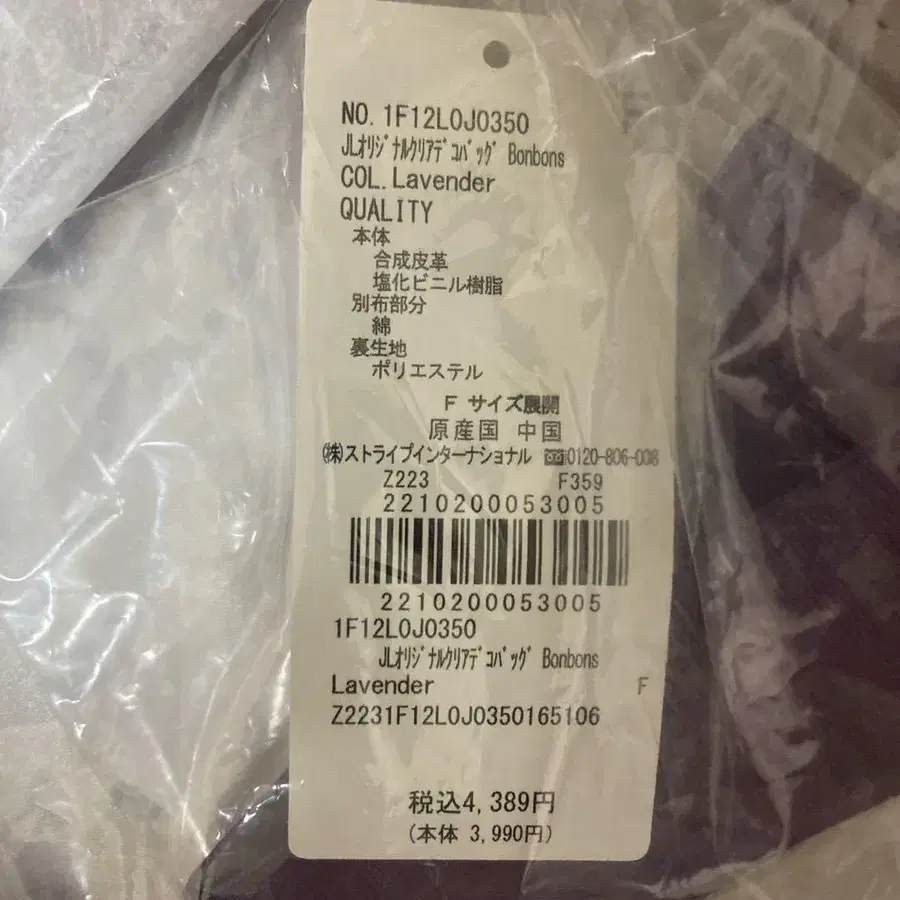 NO. 1F12L0J0350
JLｵﾘｼﾞﾅﾙｸﾘｱﾃﾞｺﾊﾞｯｸﾞ Bonbons
COL. Lavender
QUALITY
本体
合成皮革
塩化ビニル樹脂
別布部分
綿
裏生地
ポリエステル
F サイズ展開
原産国 中国
㈱ストライプインターナショナル 0120-806-008
Z223 F359
2210200053005
2210200053005
1F12L0J0350
JLｵﾘｼﾞﾅﾙｸﾘｱﾃﾞｺﾊﾞｯｸﾞ Bonbons
Lavender F
Z2231F12L0J0350165106
税込4,389円
(本体 3,990円)